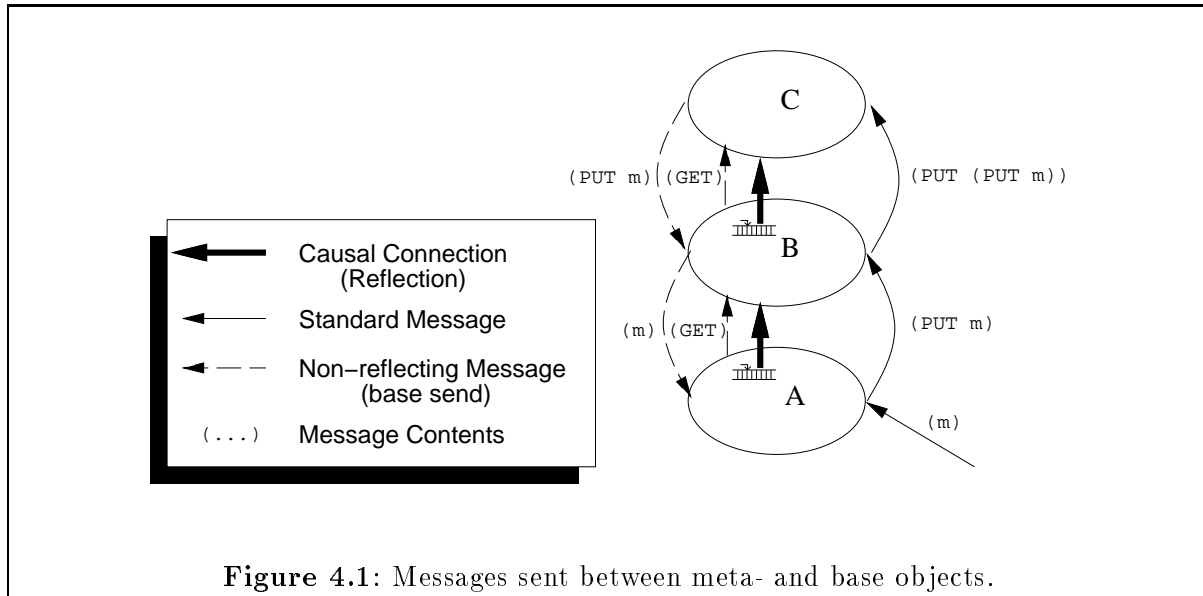 C
(PUT m) (GET)
(PUT (PUT m))
B
(m) (GET)
(PUT m)
A
(m)
Causal Connection
(Reflection)
Standard Message
Non−reflecting Message
(base send)
(...) Message Contents
Figure 4.1: Messages sent between meta- and base objects.